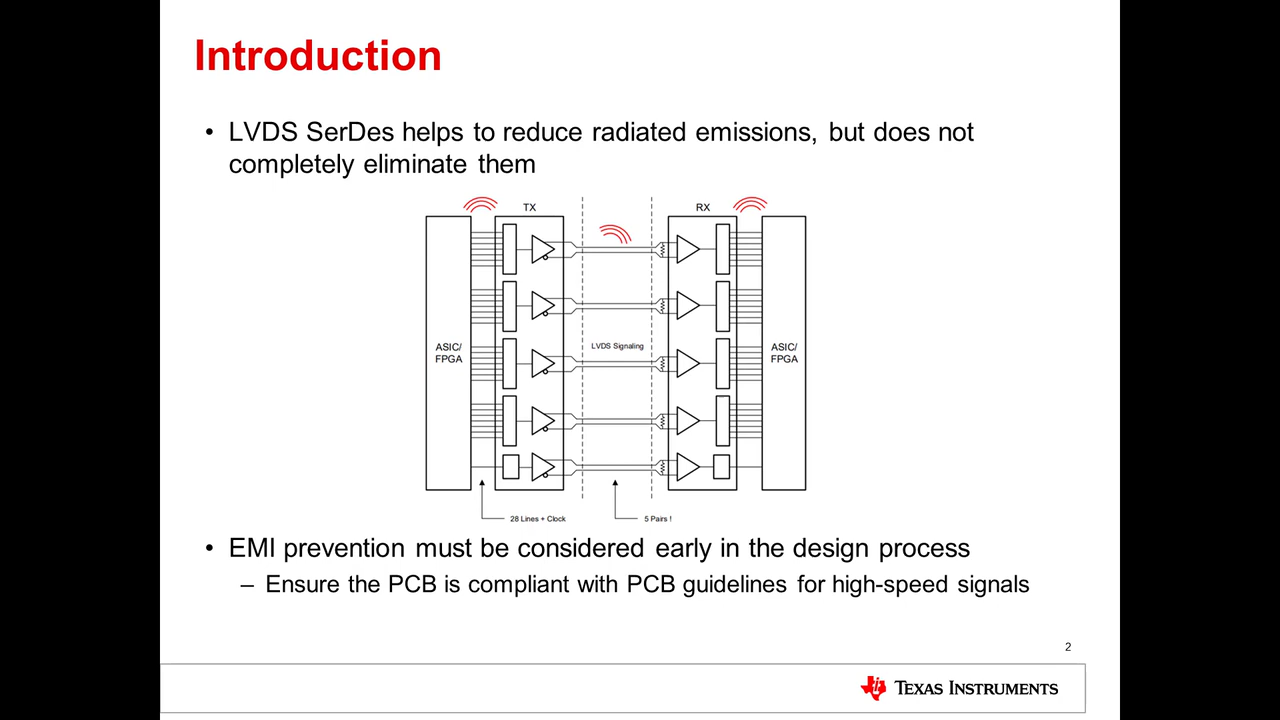 Introduction
• LVDS SerDes helps to reduce radiated emissions, but does not
completely eliminate them
TX
RX
ASIC/
FPGA
LVDS Signaling
ASIC/
FPGA
28 Lines + Clock
5 Pairs !
• EMI prevention must be considered early in the design process
– Ensure the PCB is compliant with PCB guidelines for high-speed signals
2
TEXAS INSTRUMENTS